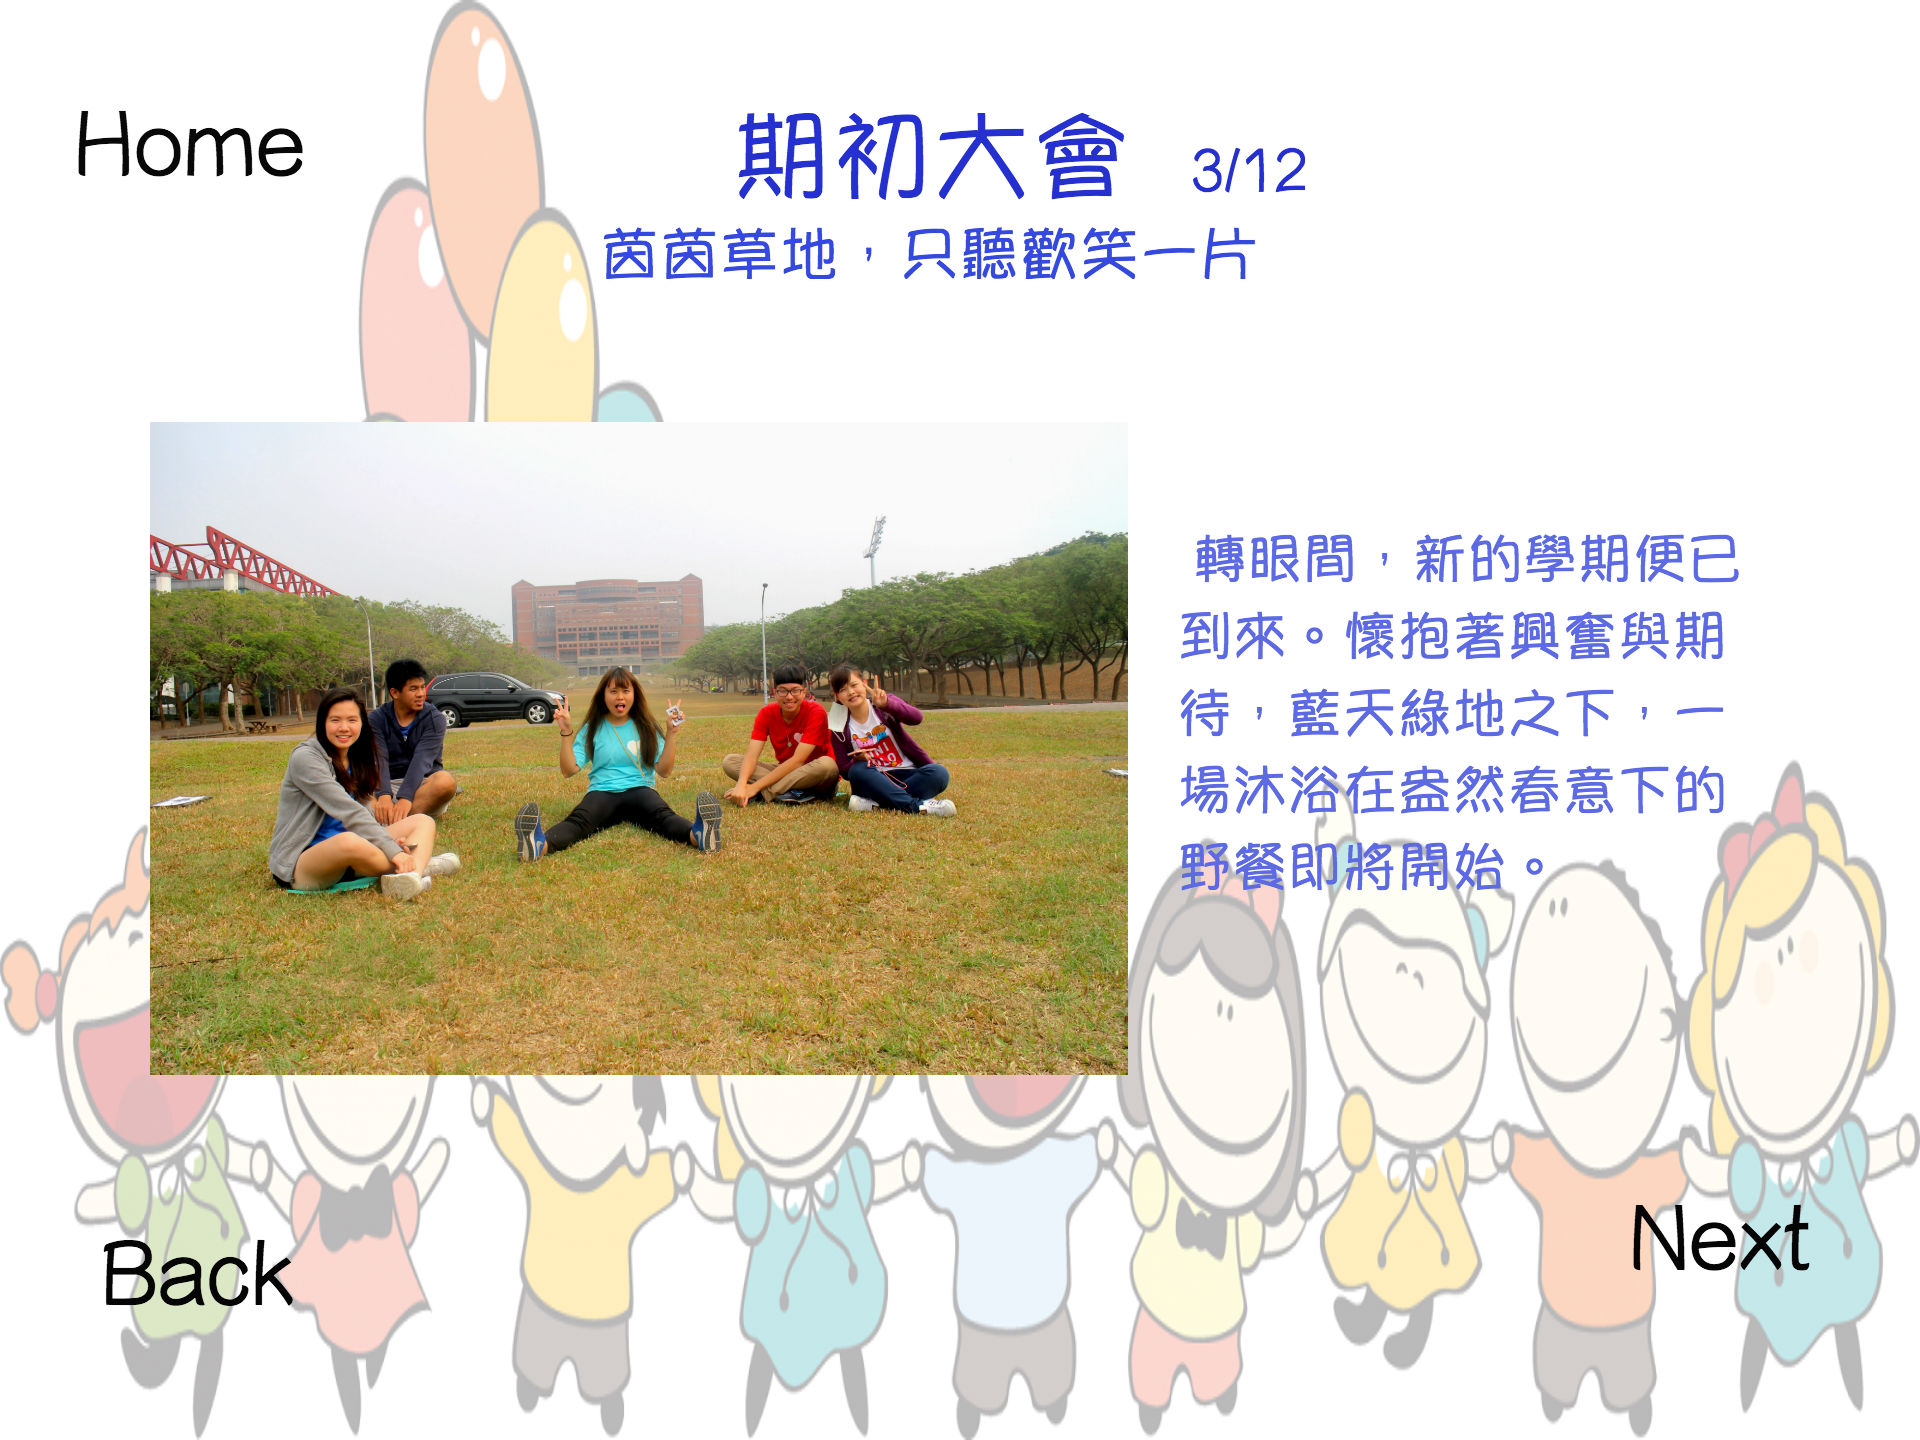 Home
期初大會 3/12
茵茵草地，只聽歡笑一片
轉眼間，新的學期便已
到來。懷抱著興奮與期
待，藍天綠地之下，一
場沐浴在盎然春意下的
野餐即將開始。
Back
Next